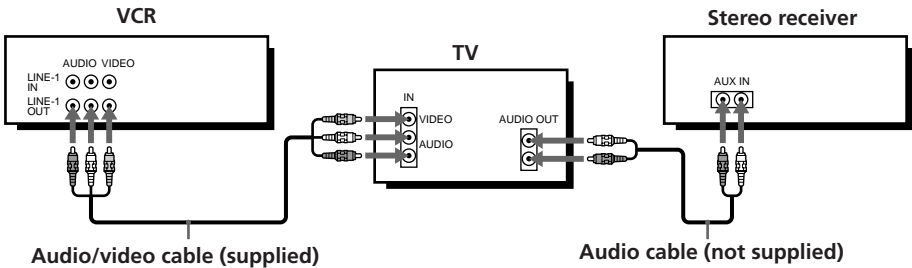 VCR
TV
Stereo receiver
AUDIO VIDEO
LINE-1
IN
LINE-1
OUT
IN
VIDEO
AUDIO
AUDIO OUT
AUX IN
Audio/video cable (supplied)
Audio cable (not supplied)